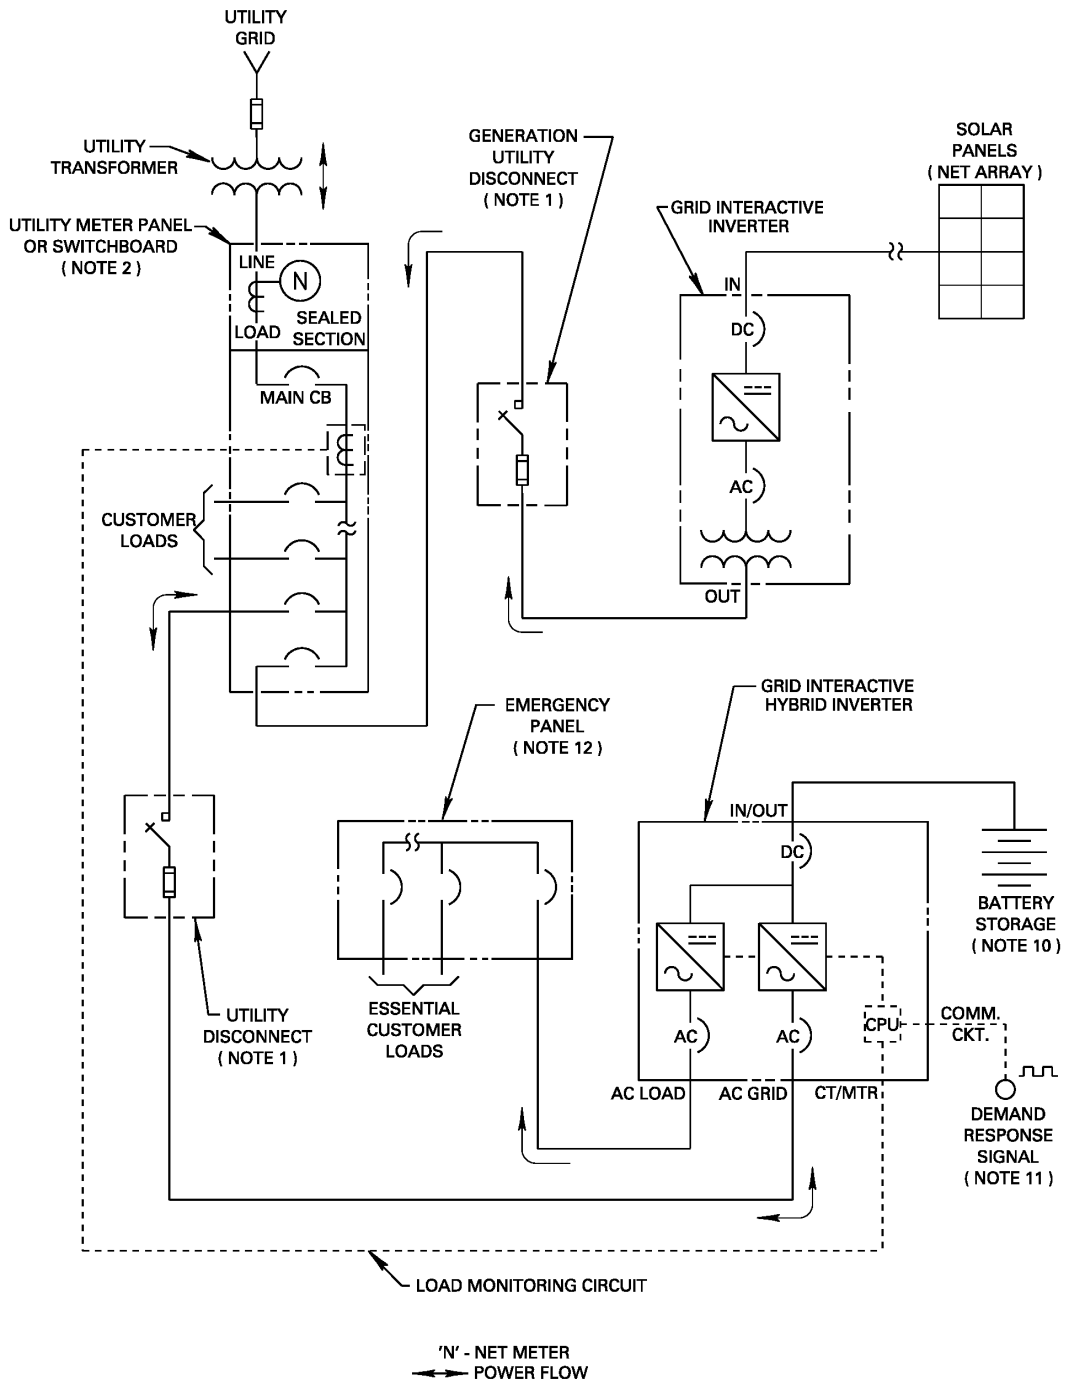 UTILITY
GRID
UTILITY
TRANSFORMER
GENERATION
UTILITY
DISCONNECT
( NOTE 1 )
SOLAR
PANELS
( NET ARRAY )
UTILITY METER PANEL
OR SWITCHBOARD
( NOTE 2 )
GRID INTERACTIVE
INVERTER
LINE
N
LOAD
SEALED
SECTION
IN
DC
MAIN CB
AC
CUSTOMER
LOADS
OUT
EMERGENCY
PANEL
( NOTE 12 )
GRID INTERACTIVE
HYBRID INVERTER
IN/OUT
DC
BATTERY
STORAGE
( NOTE 10 )
UTILITY
DISCONNECT
( NOTE 1 )
ESSENTIAL
CUSTOMER
LOADS
AC
AC
CPU
COMM.
CKT.
AC LOAD
AC GRID
CT/MTR
DEMAND
RESPONSE
SIGNAL
( NOTE 11 )
LOAD MONITORING CIRCUIT
'N' - NET METER
POWER FLOW